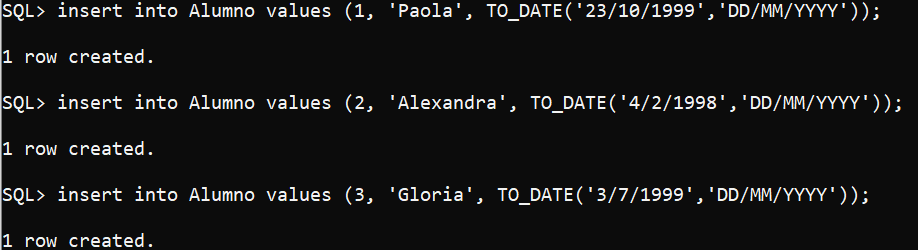 SQL> insert into Alumno values (1, 'Paola', TO_DATE('23/10/1999','DD/MM/YYYY'));
1 row created.
SQL> insert into Alumno values (2, 'Alexandra', TO_DATE('4/2/1998','DD/MM/YYYY'));
1 row created.
SQL> insert into Alumno values (3, 'Gloria', TO_DATE('3/7/1999','DD/MM/YYYY'));
1 row created.